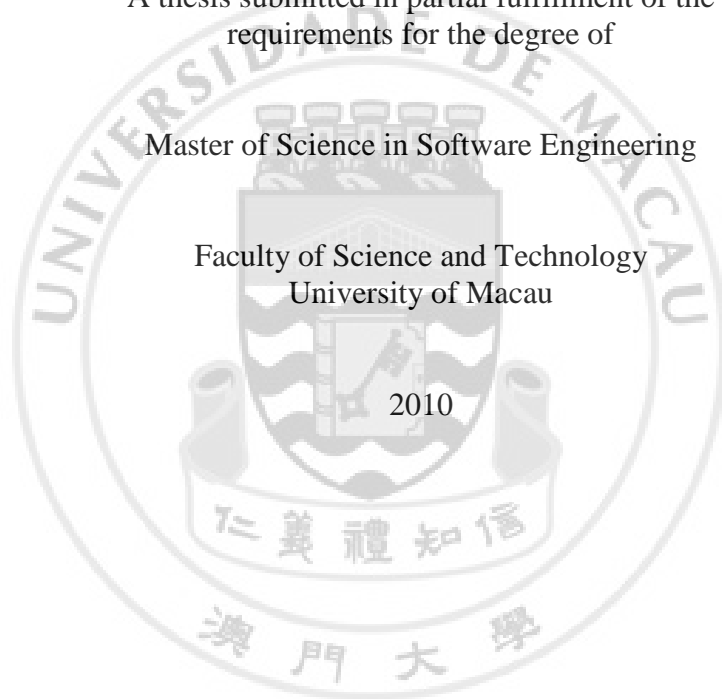 A thesis submitted in partial fulfillment of the
requirements for the degree of
Master of Science in Software Engineering
Faculty of Science and Technology
University of Macau
2010
UNIVERSIDADE DE MACAU
仁義禮知信
澳門大學